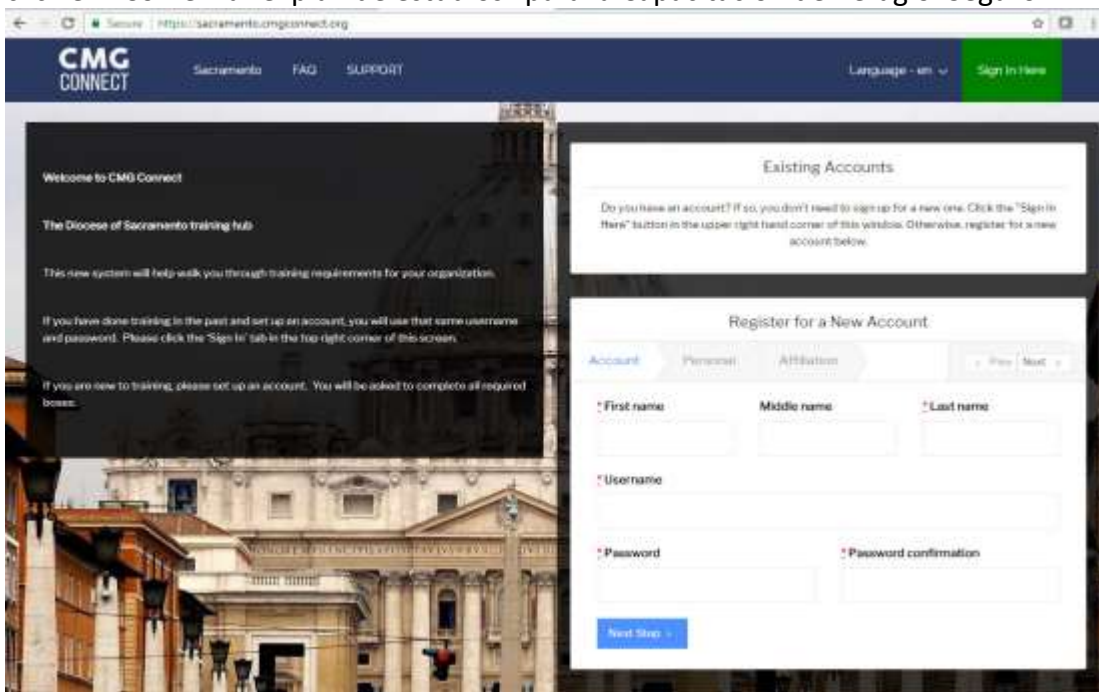 Secure https://sacramento.cmgconnect.org
CMG
CONNECT
Sacramento FAQ SUPPORT
Language - en
Sign In Here
Welcome to CMG Connect
The Diocese of Sacramento training hub
This new system will help walk you through training requirements for your organization.
If you have done training in the past and set up an account, you will use that same username
and password. Please click the 'Sign In' tab in the top right corner of this screen.
If you are new to training, please set up an account. You will be asked to complete all required
boxes.
Existing Accounts
Do you have an account? If so, you don't need to sign up for a new one. Click the "Sign In
Here" button in the upper right hand corner of this window. Otherwise, register for a new
account below.
Register for a New Account
Account Personal Affiliation
Prev Next
*First name Middle name *Last name
*Username
*Password *Password confirmation
Next Step